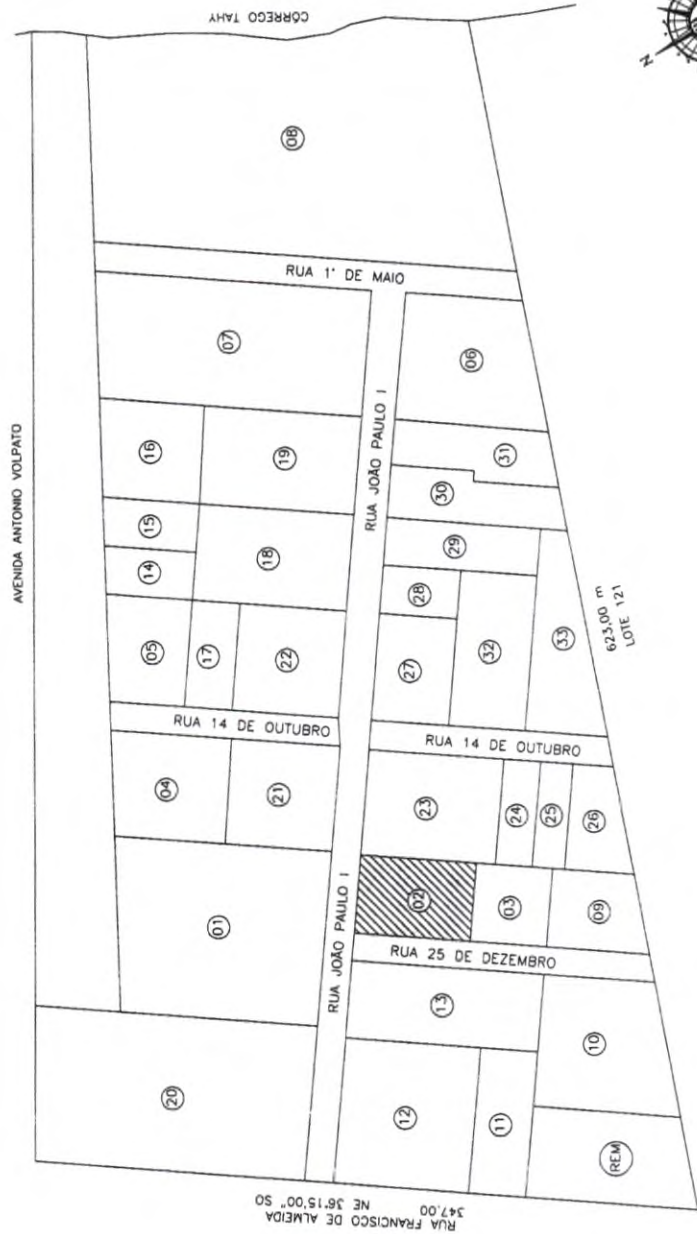 CÓRREGO TAHY
N
AVENIDA ANTONIO VOLPATO
08
RUA 1° DE MAIO
07
06
16
19
RUA JOÃO PAULO I
31
15
30
14
18
29
28
05
17
22
27
32
33
623,00 m
LOTE 121
RUA 14 DE OUTUBRO
RUA 14 DE OUTUBRO
04
21
23
24
25
26
01
RUA JOÃO PAULO I
02
03
09
RUA 25 DE DEZEMBRO
13
10
20
12
11
REM
RUA FRANCISCO DE ALMEIDA
347,00 NE 36°15,00" SO